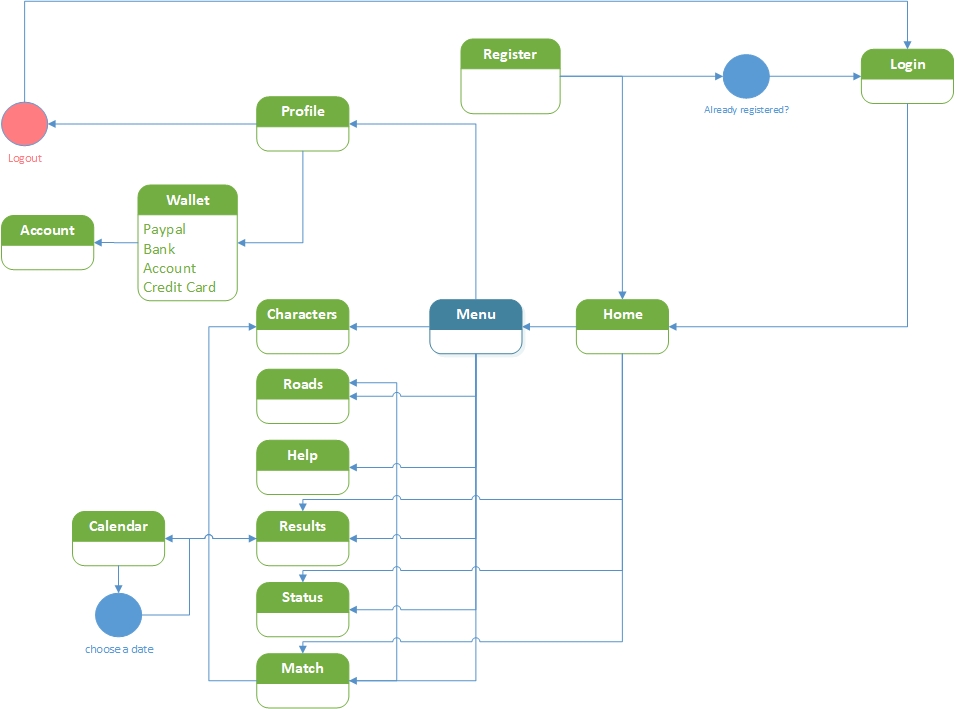 Register
Login
Already registered?
Profile
Logout
Wallet
Paypal
Bank
Account
Credit Card
Account
Characters
Menu
Home
Roads
Help
Calendar
Results
Status
choose a date
Match